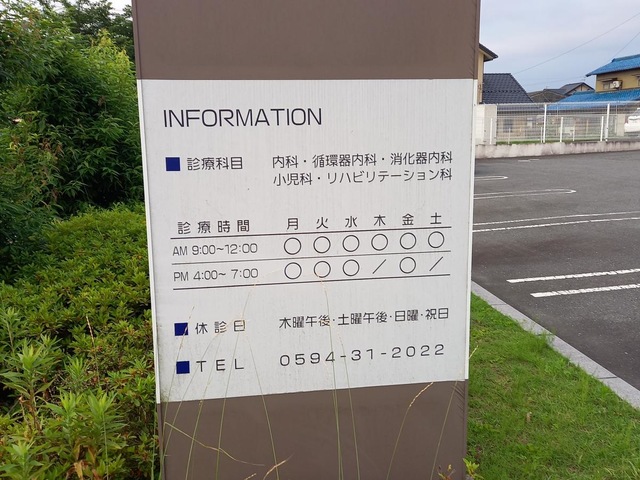 INFORMATION
■ 診療科目 内科・循環器内科・消化器内科
小児科・リハビリテーション科
診療時間 月 火 水 木 金 土
AM 9:00~12:00 ○ ○ ○ ○ ○ ○
PM 4:00~ 7:00 ○ ○ ○ / ○ /
■ 休診日 木曜午後・土曜午後・日曜・祝日
■ TEL 0594-31-2022